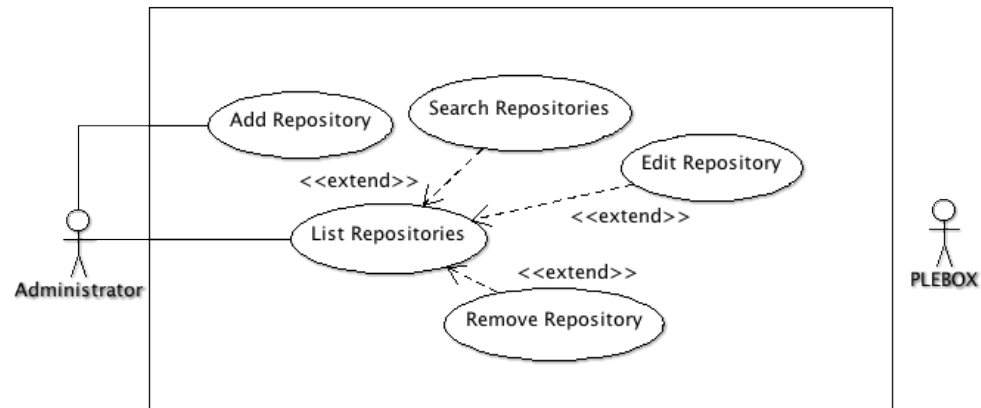 Search Repositories
Add Repository
Edit Repository
<<extend>>
<<extend>>
List Repositories
<<extend>>
Administrator
PLEBOX
Remove Repository